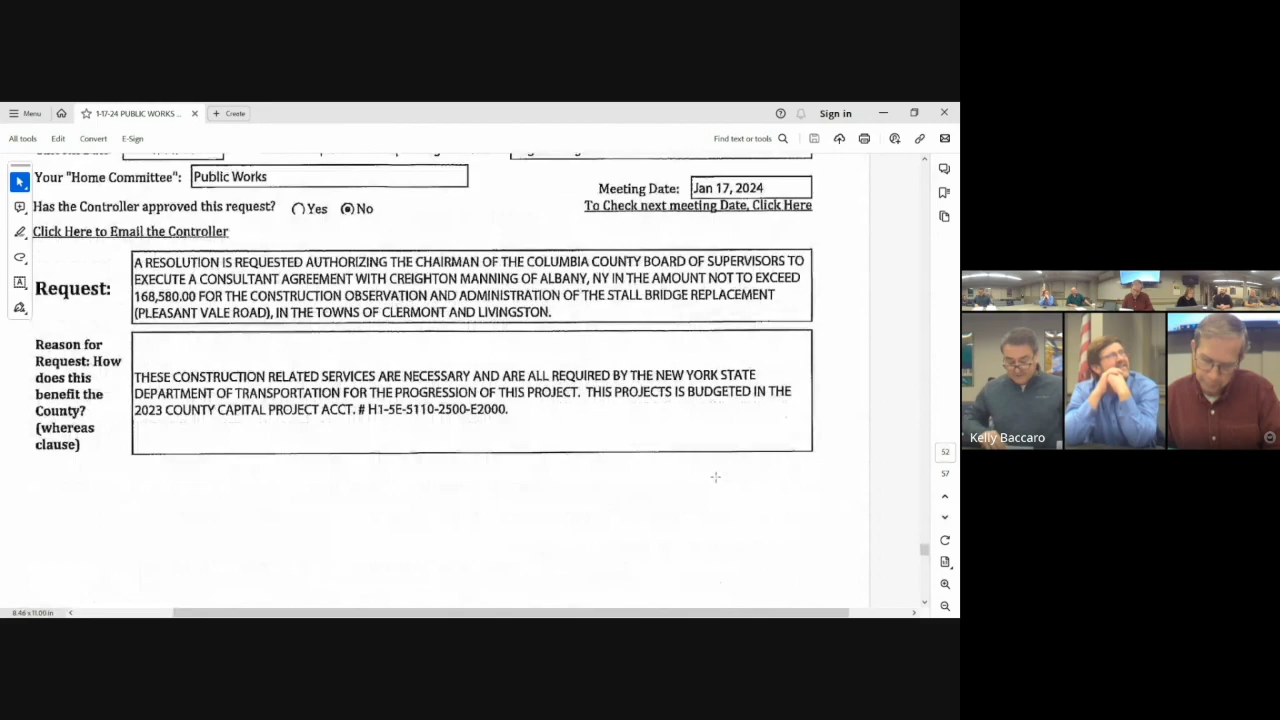 Menu
1-17-24 PUBLIC WORKS ...
Create
Sign in
All tools
Edit
Convert
E-Sign
Find text or tools
Your "Home Committee":
Public Works
Meeting Date:
Jan 17, 2024
Has the Controller approved this request?
Yes
No
To Check next meeting Date, Click Here
Click Here to Email the Controller
Request:
A RESOLUTION IS REQUESTED AUTHORIZING THE CHAIRMAN OF THE COLUMBIA COUNTY BOARD OF SUPERVISORS TO
EXECUTE A CONSULTANT AGREEMENT WITH CREIGHTON MANNING OF ALBANY, NY IN THE AMOUNT NOT TO EXCEED
168,580.00 FOR THE CONSTRUCTION OBSERVATION AND ADMINISTRATION OF THE STALL BRIDGE REPLACEMENT
(PLEASANT VALE ROAD), IN THE TOWNS OF CLERMONT AND LIVINGSTON.
Reason for
Request: How
does this
benefit the
County?
(whereas
clause)
THESE CONSTRUCTION RELATED SERVICES ARE NECESSARY AND ARE ALL REQUIRED BY THE NEW YORK STATE
DEPARTMENT OF TRANSPORTATION FOR THE PROGRESSION OF THIS PROJECT. THIS PROJECTS IS BUDGETED IN THE
2023 COUNTY CAPITAL PROJECT ACCT. # H1-5E-5110-2500-E2000.
52
57
8.46 x 11.00 in
Kelly Baccaro